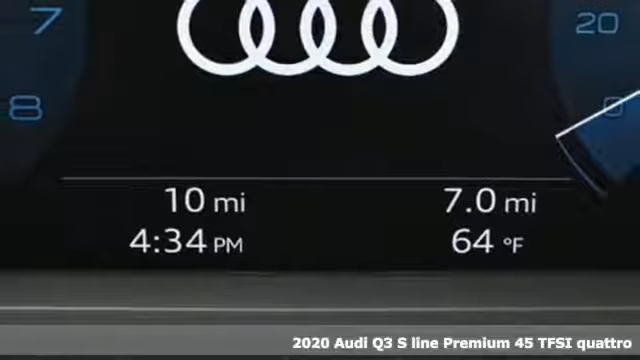 7
20
8
0
10 mi
7.0 mi
4:34 PM
64 °F
2020 Audi Q3 S line Premium 45 TFSI quattro